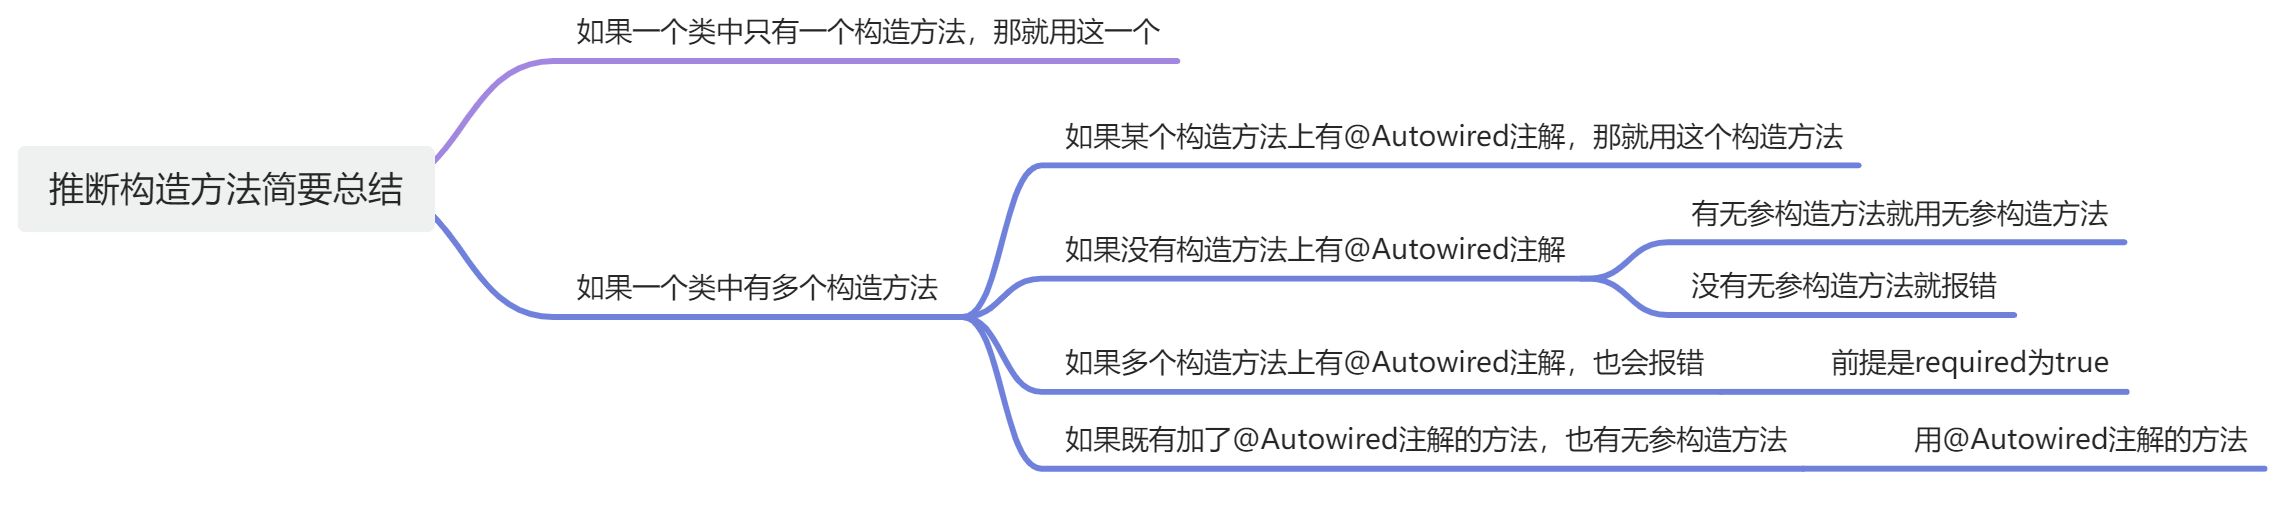 推断构造方法简要总结
如果一个类中只有一个构造方法，那就用这一个
如果一个类中有多个构造方法
如果某个构造方法上有@Autowired注解，那就用这个构造方法
如果没有构造方法上有@Autowired注解
有无参构造方法就用无参构造方法
没有无参构造方法就报错
如果多个构造方法上有@Autowired注解，也会报错
前提是required为true
如果既有加了@Autowired注解的方法，也有无参构造方法
用@Autowired注解的方法